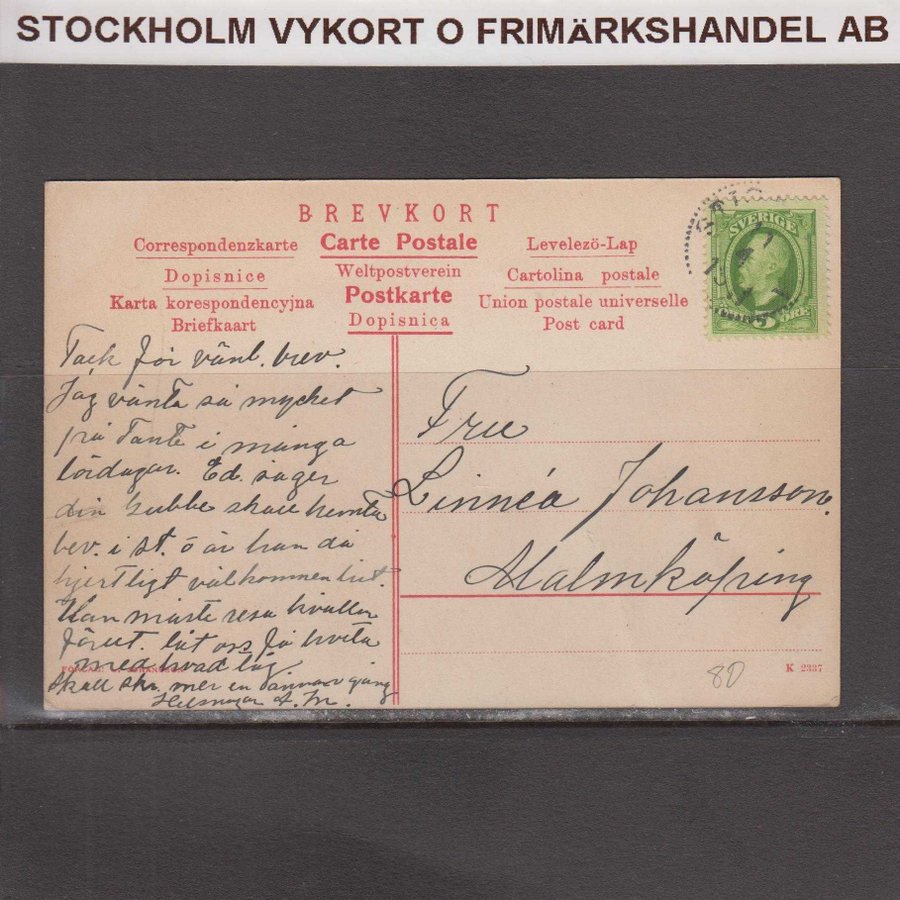 STOCKHOLM VYKORT O FRIMÄRKSHANDEL AB
BREVKORT
Correspondenzkarte Carte Postale Levelezö-Lap
Dopisnice Weltpostverein Cartolina postale
Karta korespondencyjna Postkarte Union postale universelle
Briefkaart Dopisnica Post card
SVERIGE
5 ÖRE
Tack för vänl. brev.
Jag vänta så mycket
på Tante i många
lördagar. Ed. säger
din gubbe skall hemta
bev. i st. o är han då
hjertligt välkommen hit.
Han måste resa kvällen
förut. låt oss få hvita
med hvad tåg
skall ske. mer en annan gång
Fru
Linnéa Johansson.
Malmköping
K 2337
80